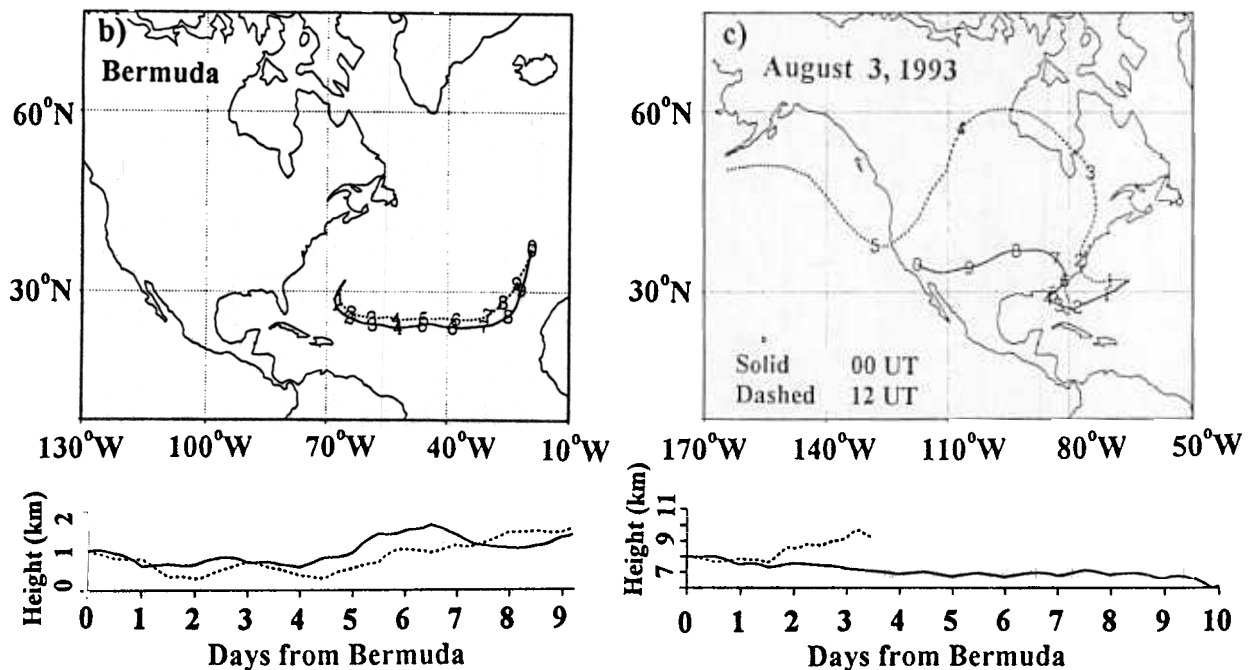 b)
Bermuda
60°N
30°N
130°W 100°W 70°W 40°W 10°W
c)
August 3, 1993
60°N
30°N
Solid 00 UT
Dashed 12 UT
170°W 140°W 110°W 80°W 50°W
Height (km)
2
1
0
0 1 2 3 4 5 6 7 8 9
Days from Bermuda
Height (km)
11
9
7
0 1 2 3 4 5 6 7 8 9 10
Days from Bermuda